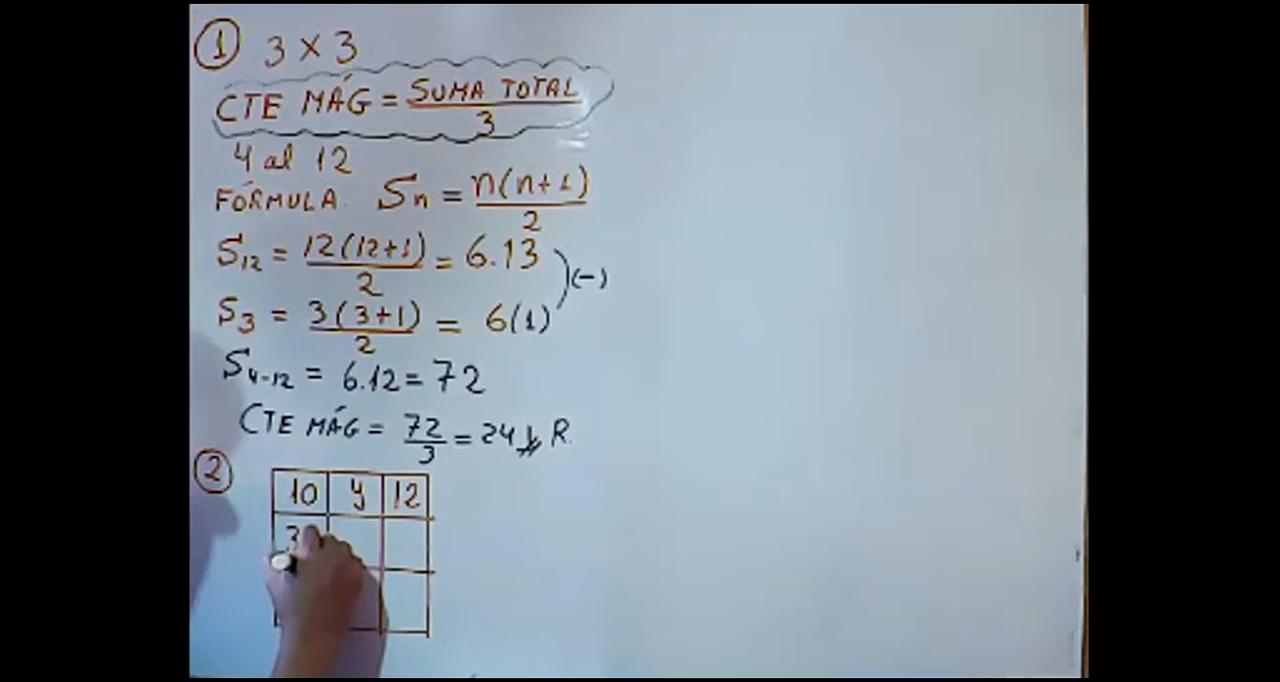 ① 3 × 3
CTE MÁG = SUMA TOTAL / 3
4 al 12
FÓRMULA. Sn = n(n+1) / 2
S12 = 12(12+1) / 2 = 6.13
(-)
S3 = 3(3+1) / 2 = 6(1)
S4-12 = 6.12 = 72
CTE MÁG = 72 / 3 = 24 R.
②
10 y 12
3